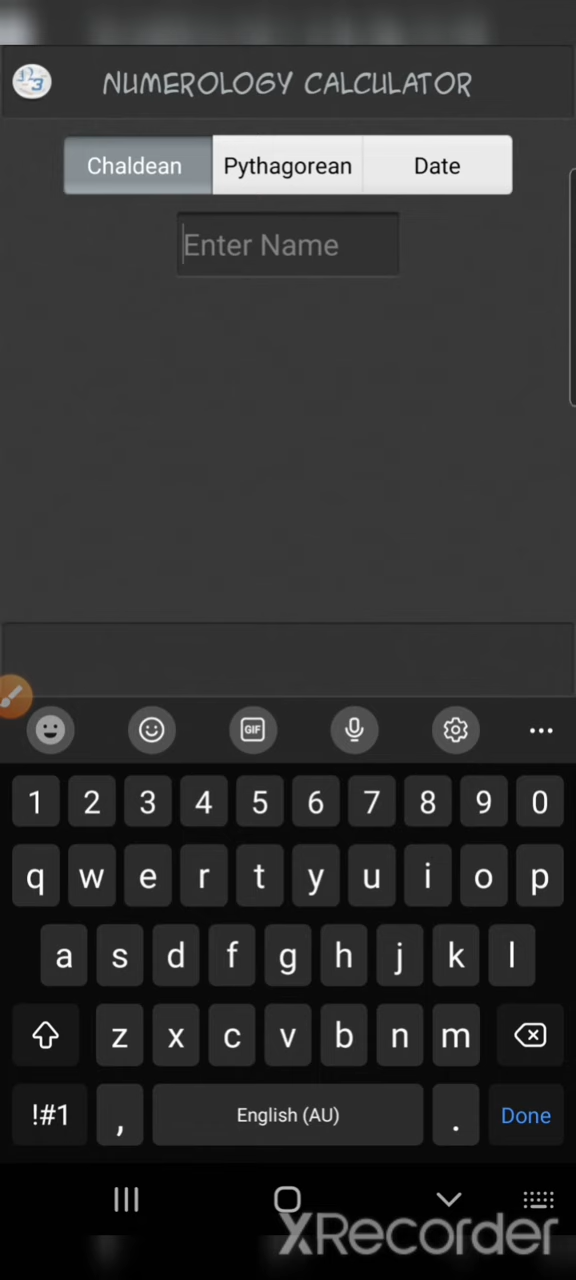 NUMEROLOGY CALCULATOR
Chaldean Pythagorean Date
Enter Name
GIF
1 2 3 4 5 6 7 8 9 0
q w e r t y u i o p
a s d f g h j k l
z x c v b n m
!#1 , English (AU) . Done
XRecorder